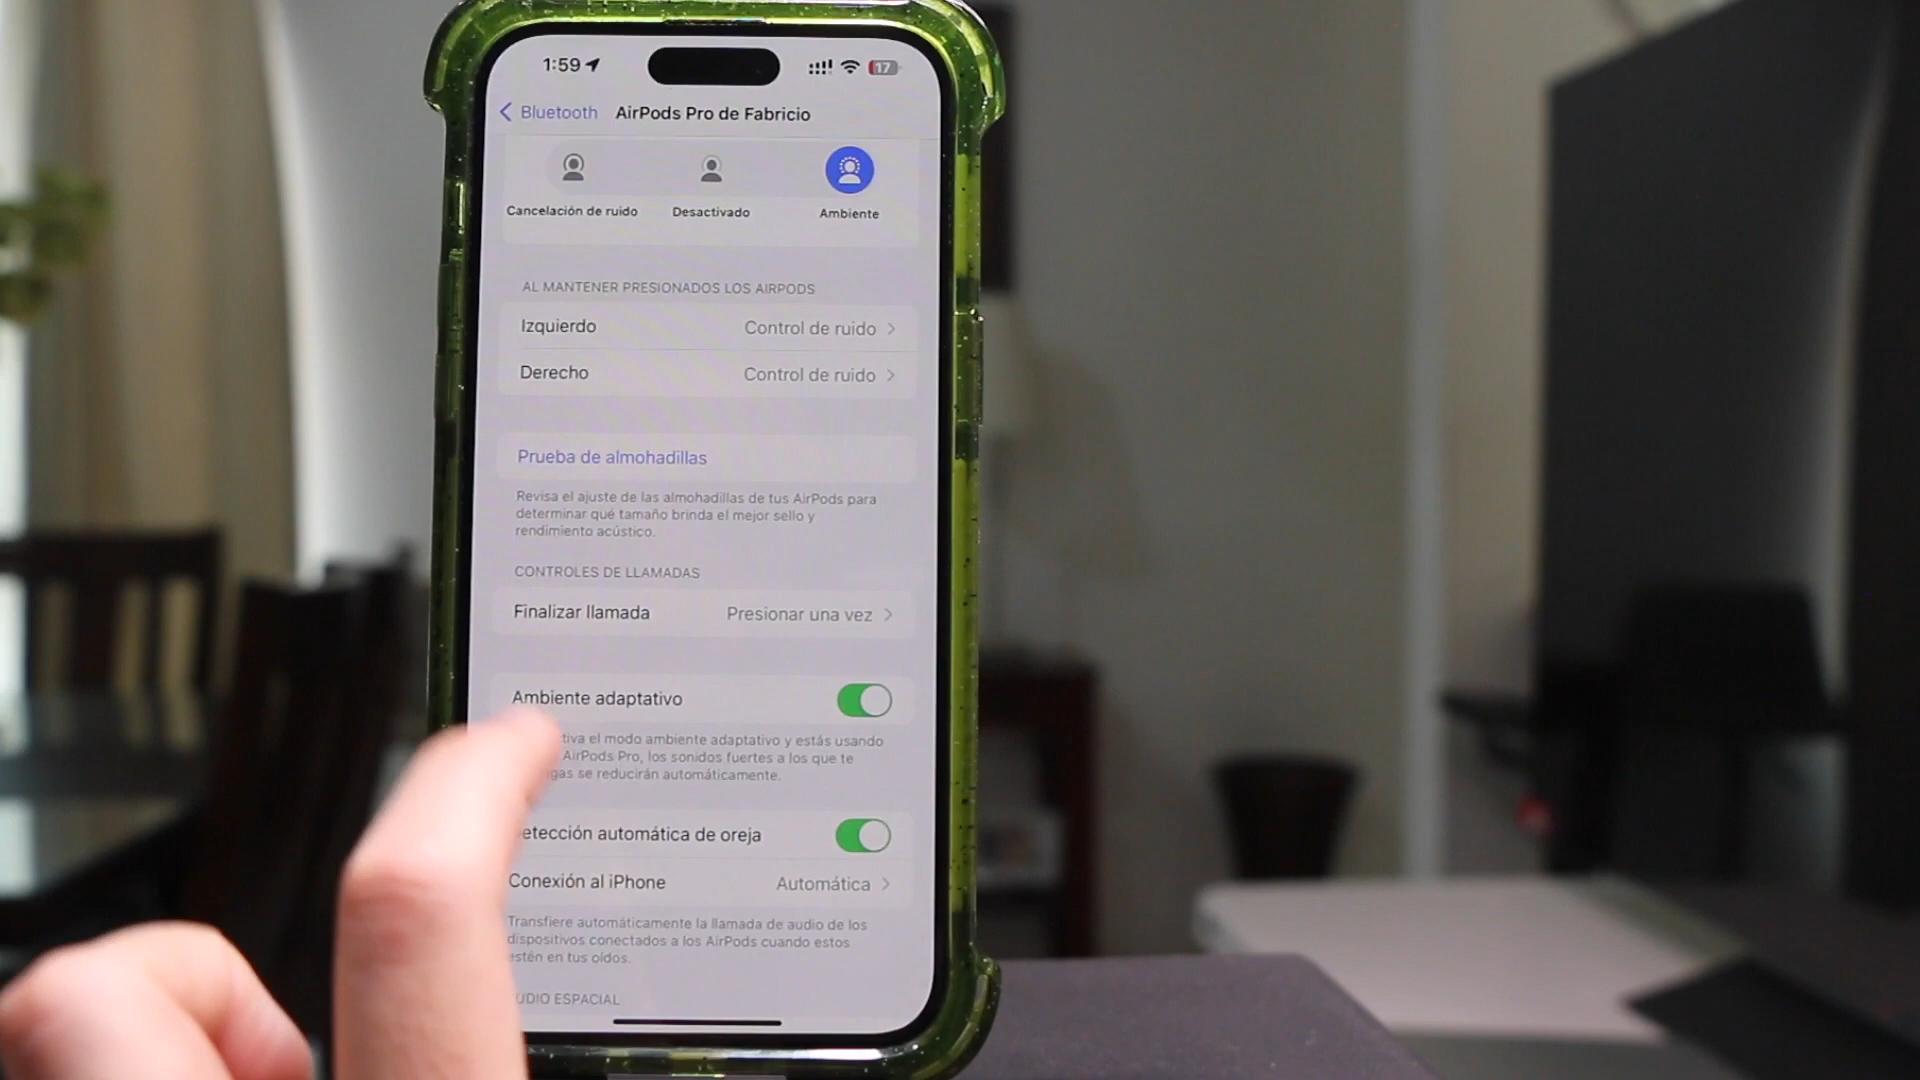 1:59
17
Bluetooth
AirPods Pro de Fabricio
Cancelación de ruido
Desactivado
Ambiente
AL MANTENER PRESIONADOS LOS AIRPODS
Izquierdo
Control de ruido
Derecho
Control de ruido
Prueba de almohadillas
Revisa el ajuste de las almohadillas de tus AirPods para
determinar qué tamaño brinda el mejor sello y
rendimiento acústico.
CONTROLES DE LLAMADAS
Finalizar llamada
Presionar una vez
Ambiente adaptativo
el modo ambiente adaptativo y estás usando
AirPods Pro, los sonidos fuertes a los que te
se reducirán automáticamente.
etección automática de oreja
Conexión al iPhone
Automática
Transfiere automáticamente la llamada de audio de los
dispositivos conectados a los AirPods cuando estos
estén en tus oídos.
UDIO ESPACIAL